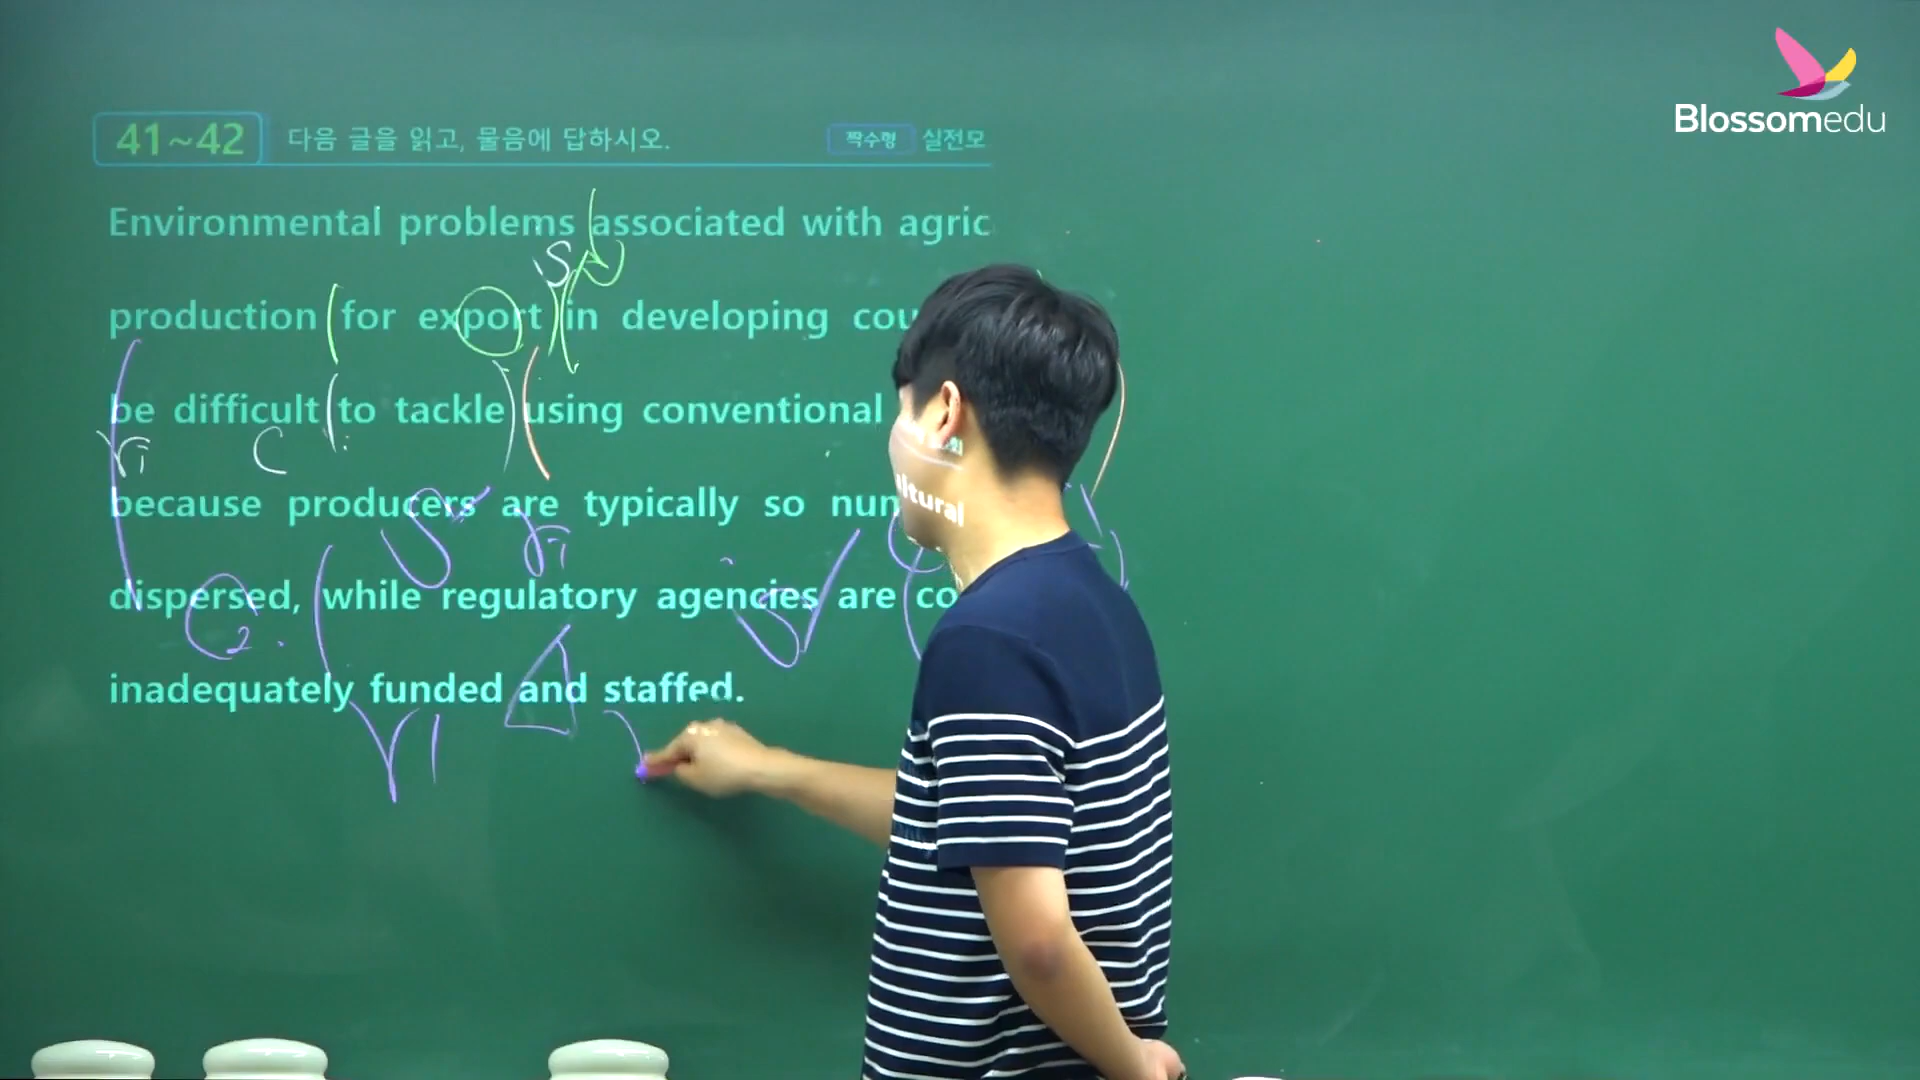 Blossomedu
41~42 다음 글을 읽고, 물음에 답하시오. 짝수형 실전모
Environmental problems associated with agric
production for export in developing cou
be difficult to tackle using conventional
because producers are typically so num
dispersed, while regulatory agencies are co
inadequately funded and staffed.